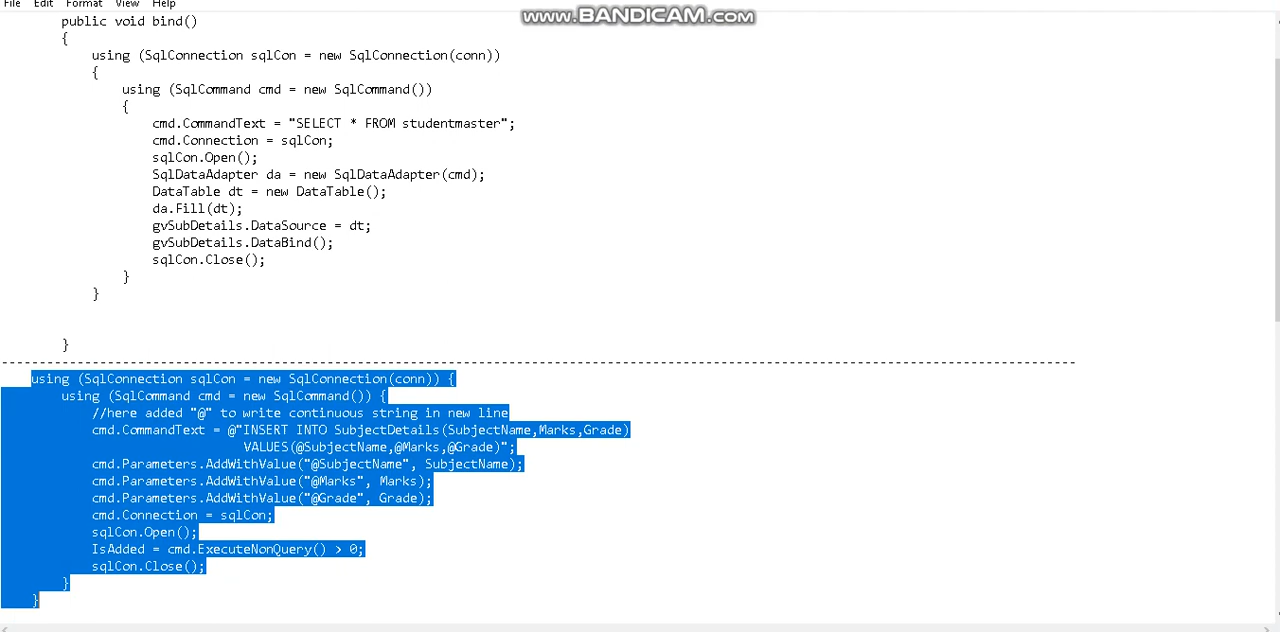 File Edit Format View Help
www.BANDICAM.com
public void bind()
{
using (SqlConnection sqlCon = new SqlConnection(conn))
{
using (SqlCommand cmd = new SqlCommand())
{
cmd.CommandText = "SELECT * FROM studentmaster";
cmd.Connection = sqlCon;
sqlCon.Open();
SqlDataAdapter da = new SqlDataAdapter(cmd);
DataTable dt = new DataTable();
da.Fill(dt);
gvSubDetails.DataSource = dt;
gvSubDetails.DataBind();
sqlCon.Close();
}
}
}
----------------------------------------------------------------------------------------------------------------------------------------------
using (SqlConnection sqlCon = new SqlConnection(conn)) {
using (SqlCommand cmd = new SqlCommand()) {
//here added "@" to write continuous string in new line
cmd.CommandText = @"INSERT INTO SubjectDetails(SubjectName,Marks,Grade)
VALUES(@SubjectName,@Marks,@Grade)";
cmd.Parameters.AddWithValue("@SubjectName", SubjectName);
cmd.Parameters.AddWithValue("@Marks", Marks);
cmd.Parameters.AddWithValue("@Grade", Grade);
cmd.Connection = sqlCon;
sqlCon.Open();
IsAdded = cmd.ExecuteNonQuery() > 0;
sqlCon.Close();
}
}